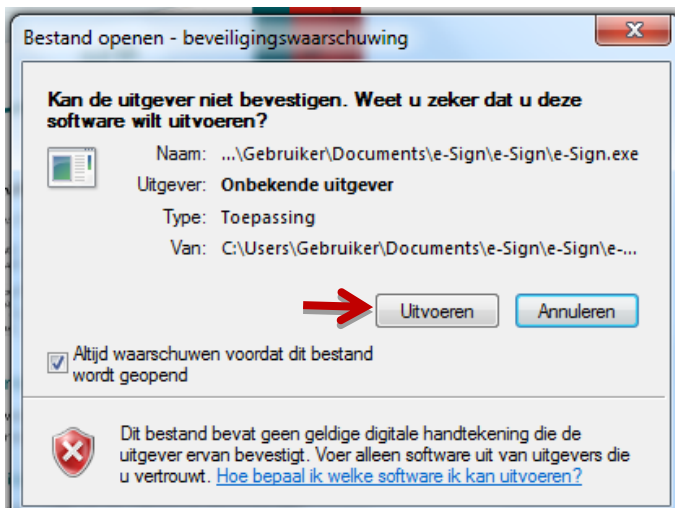 Bestand openen - beveiligingswaarschuwing
Kan de uitgever niet bevestigen. Weet u zeker dat u deze
software wilt uitvoeren?
Naam: ...\Gebruiker\Documents\e-Sign\e-Sign\e-Sign.exe
Uitgever: Onbekende uitgever
Type: Toepassing
Van: C:\Users\Gebruiker\Documents\e-Sign\e-Sign\e-...
Uitvoeren Annuleren
Altijd waarschuwen voordat dit bestand
wordt geopend
Dit bestand bevat geen geldige digitale handtekening die de
uitgever ervan bevestigt. Voer alleen software uit van uitgevers die
u vertrouwt. Hoe bepaal ik welke software ik kan uitvoeren?